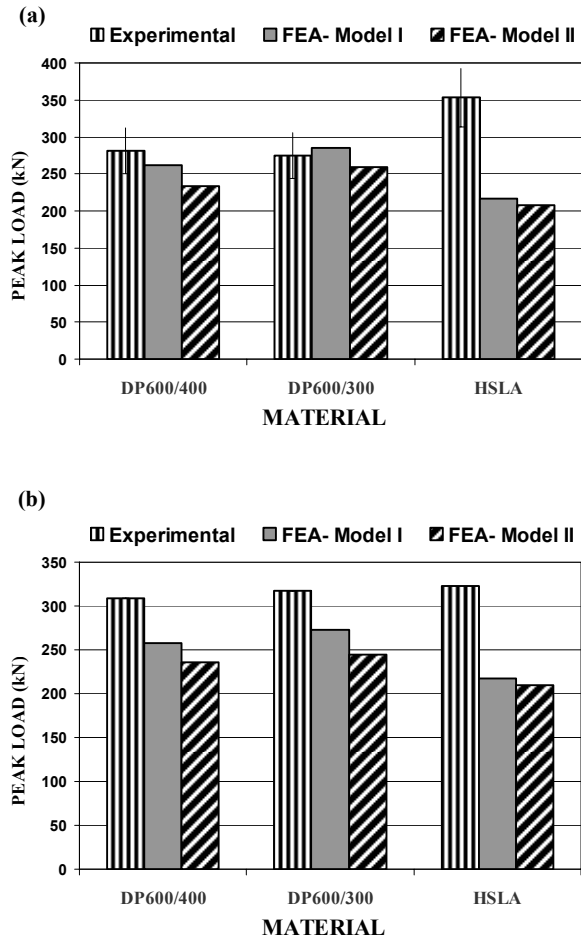 (a)
Experimental FEA- Model I FEA- Model II
400
350
300
250
200
150
100
50
0
PEAK LOAD (kN)
DP600/400 DP600/300 HSLA
MATERIAL
(b)
Experimental FEA- Model I FEA- Model II
350
300
250
200
150
100
50
0
PEAK LOAD (kN)
DP600/400 DP600/300 HSLA
MATERIAL